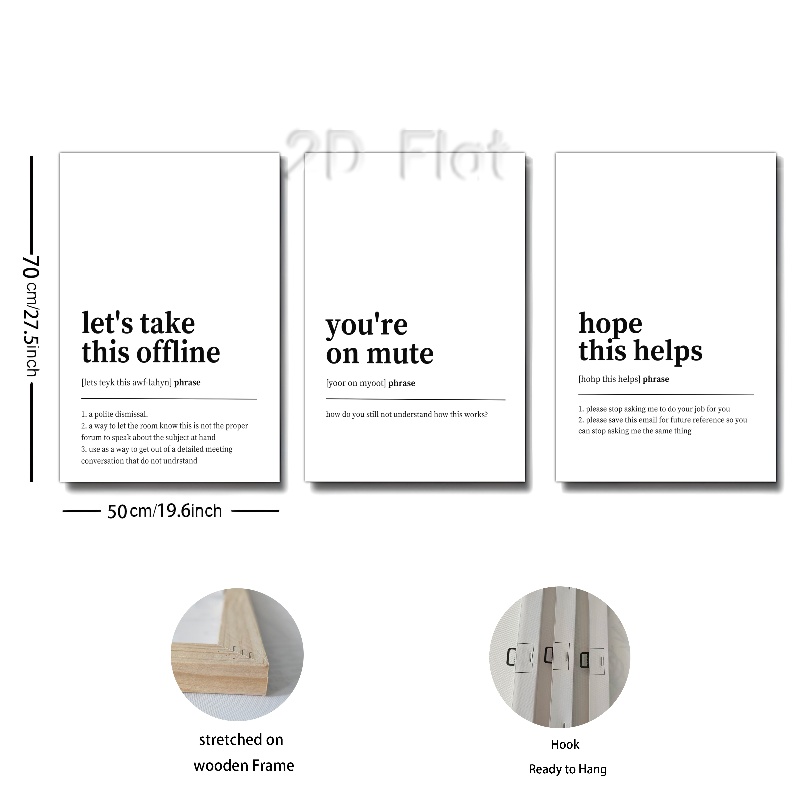 2D Flat
let's take
this offline
[lets teyk this awf-lahyn] phrase
1. a polite dismissal.
2. a way to let the room know this is not the proper
forum to speak about the subject at hand
3. use as a way to get out of a detailed meeting
conversation that do not undrstand
you're
on mute
[yoor on myoot] phrase
how do you still not understand how this works?
hope
this helps
[hohp this helps] phrase
1. please stop asking me to do your job for you
2. please save this email for future reference so you
can stop asking me the same thing
70 cm/27.5inch
50cm/19.6inch
stretched on
wooden Frame
Hook
Ready to Hang